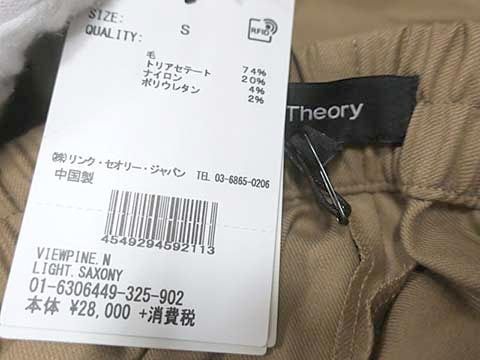 SIZE:
S
QUALITY:
RFID
毛 74%
トリアセテート 20%
ナイロン 4%
ポリウレタン 2%
Theory
㈱リンク・セオリー・ジャパン TEL 03-6865-0206
中国製
4549294592113
VIEWPINE.N
LIGHT.SAXONY
01-6306449-325-902
本体 ¥28,000 +消費税